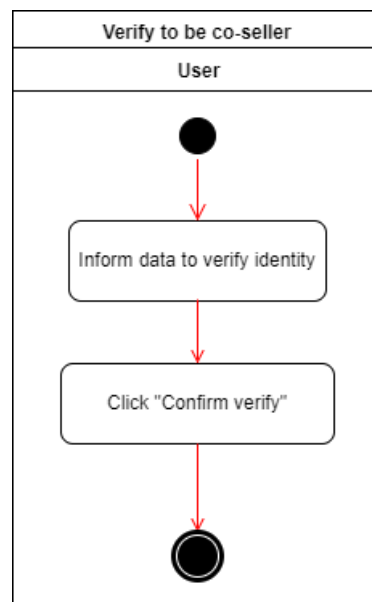 Verify to be co-seller
User
Inform data to verify identity
Click "Confirm verify"